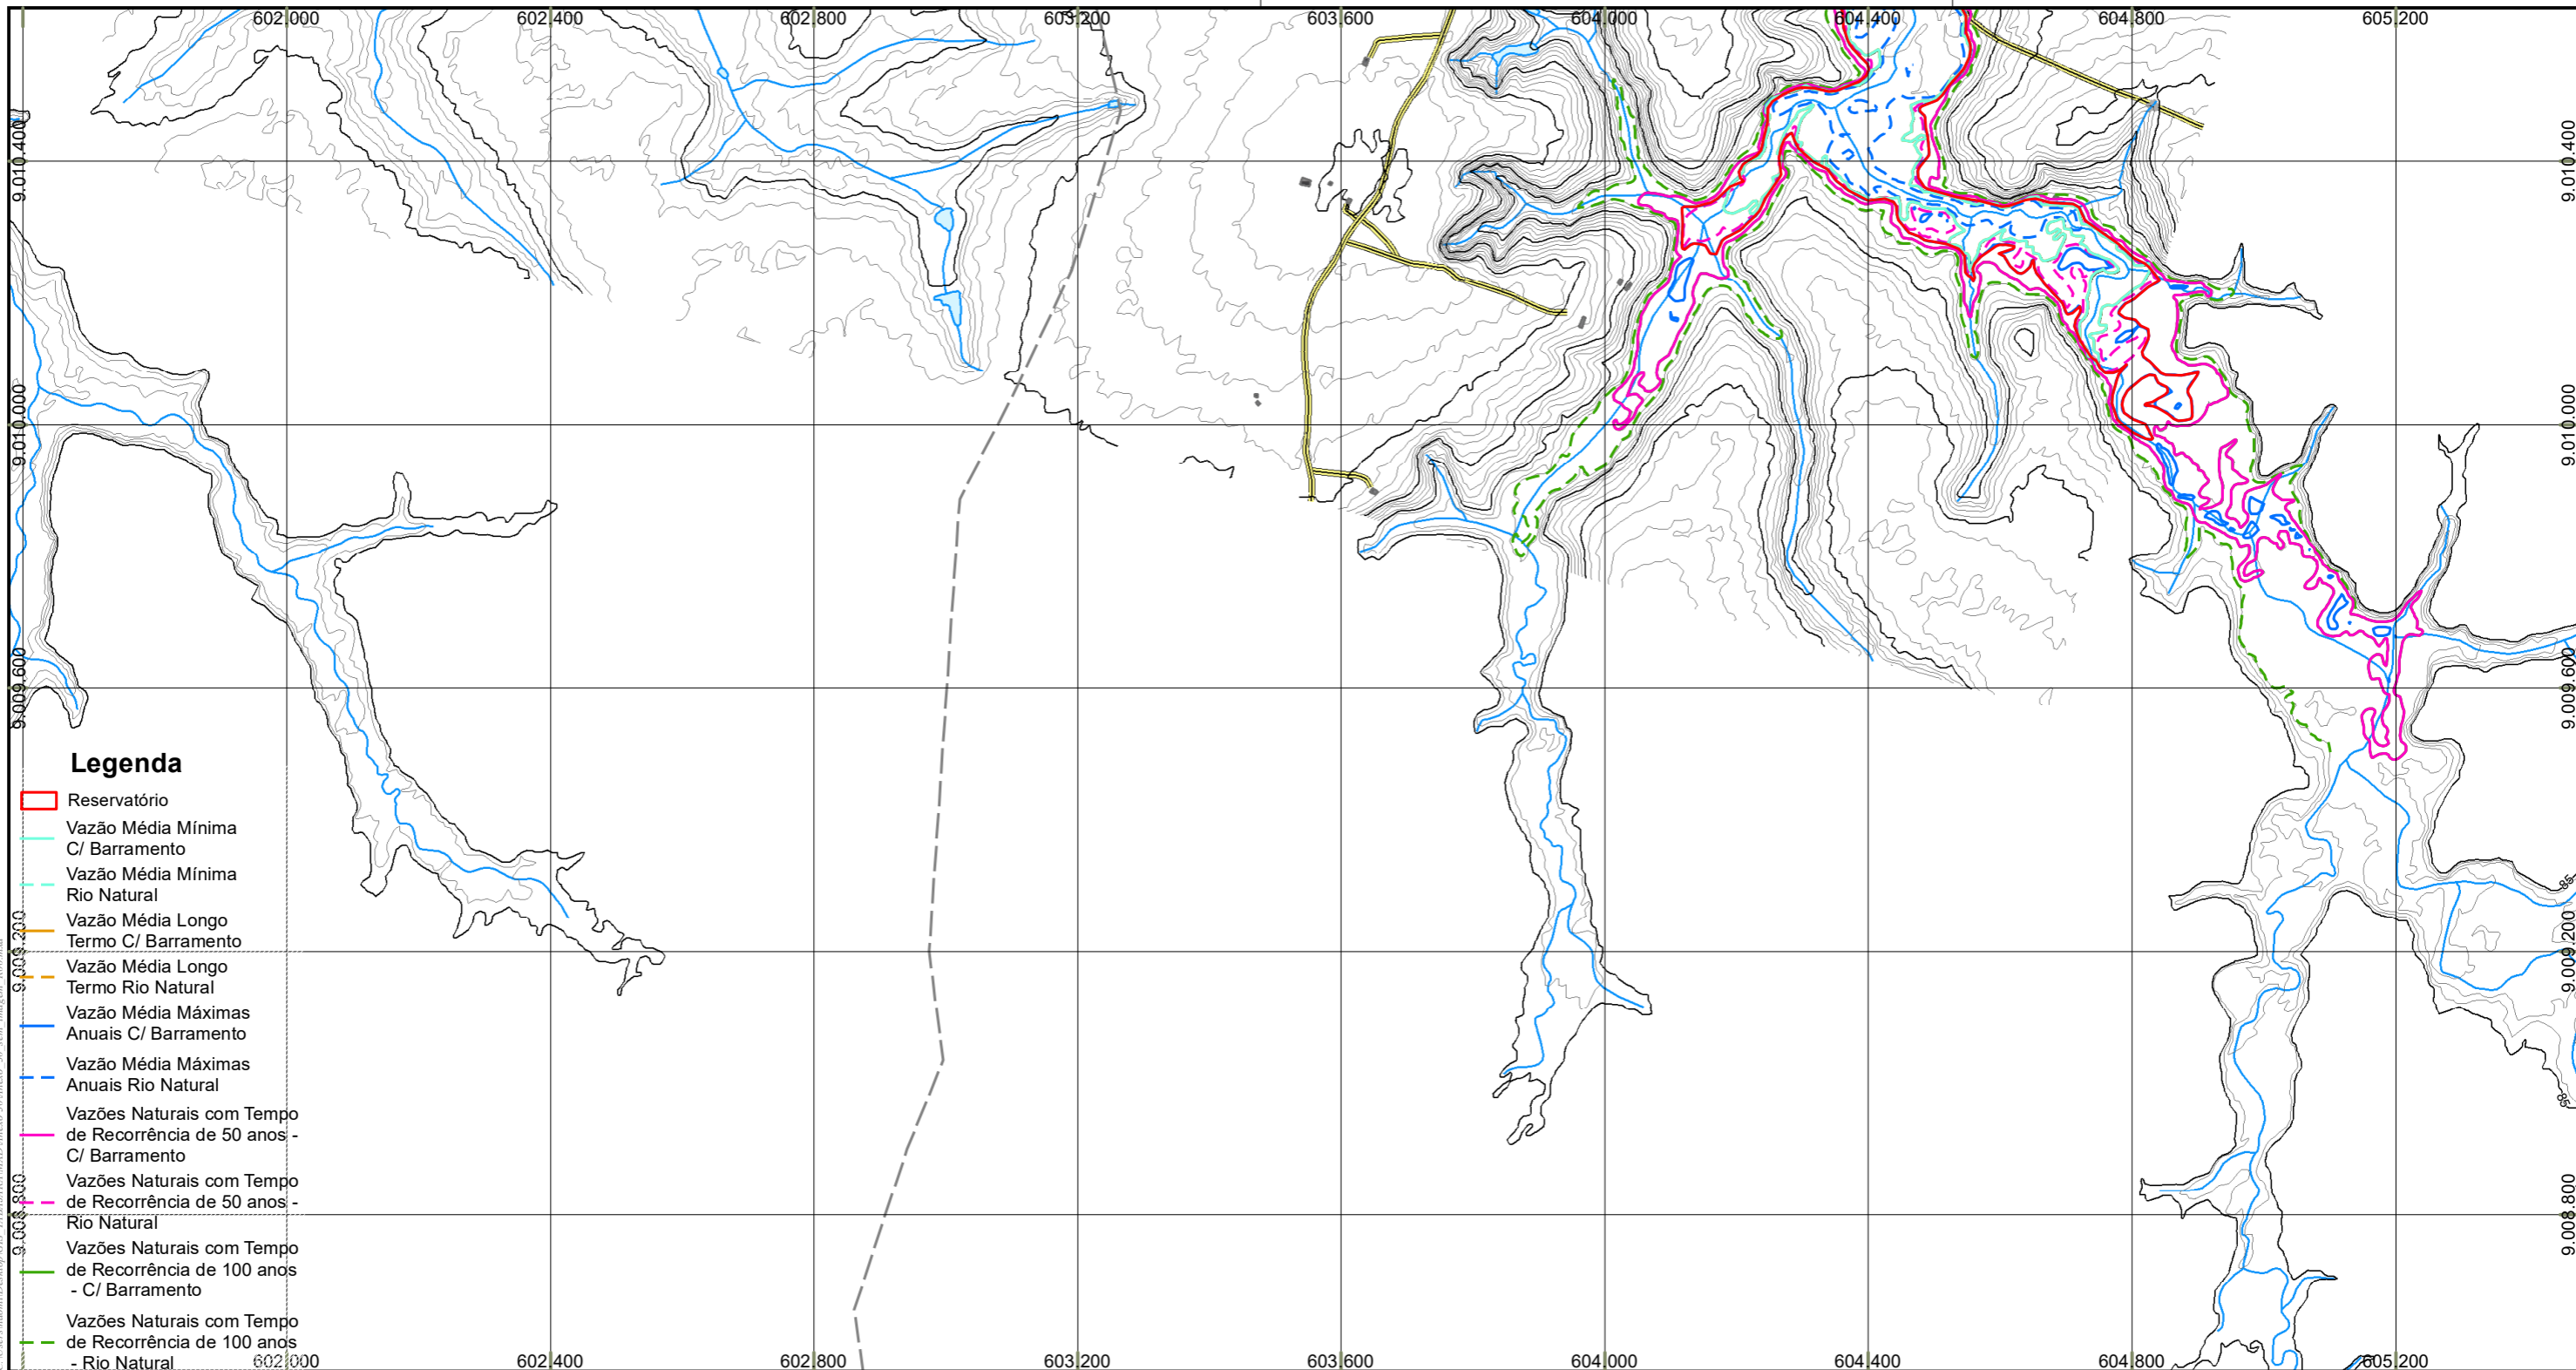 602.000 602.400 602.800 603.200 603.600 604.000 604.400 604.800 605.200
9.010.400 9.010.400
9.010.000 9.010.000
9.009.600 9.009.600
Legenda
Reservatório
Vazão Média Mínima
C/ Barramento
Vazão Média Mínima
Rio Natural
Vazão Média Longo
Termo C/ Barramento
Vazão Média Longo
Termo Rio Natural
Vazão Média Máximas
Anuais C/ Barramento
Vazão Média Máximas
Anuais Rio Natural
Vazões Naturais com Tempo
de Recorrência de 50 anos -
C/ Barramento
Vazões Naturais com Tempo
de Recorrência de 50 anos -
Rio Natural
Vazões Naturais com Tempo
de Recorrência de 100 anos
- C/ Barramento
Vazões Naturais com Tempo
de Recorrência de 100 anos
- Rio Natural
85
9.009.200 9.009.200
85
9.008.800 9.008.800
602.000 602.400 602.800 603.200 603.600 604.000 604.400 604.800 605.200